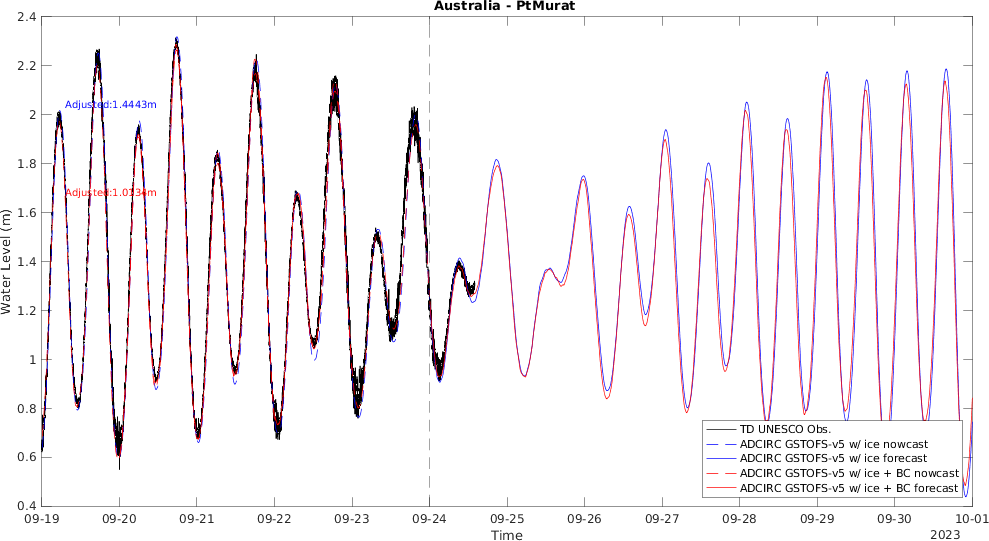 Australia - PtMurat
2.4
2.2
2
1.8
1.6
1.4
1.2
1
0.8
0.6
0.4
Water Level (m)
Adjusted:1.4443m
Adjusted:1.0334m
TD UNESCO Obs.
ADCIRC GSTOFS-v5 w/ ice nowcast
ADCIRC GSTOFS-v5 w/ ice forecast
ADCIRC GSTOFS-v5 w/ ice + BC nowcast
ADCIRC GSTOFS-v5 w/ ice + BC forecast
09-19 09-20 09-21 09-22 09-23 09-24 09-25 09-26 09-27 09-28 09-29 09-30 10-01
Time
2023